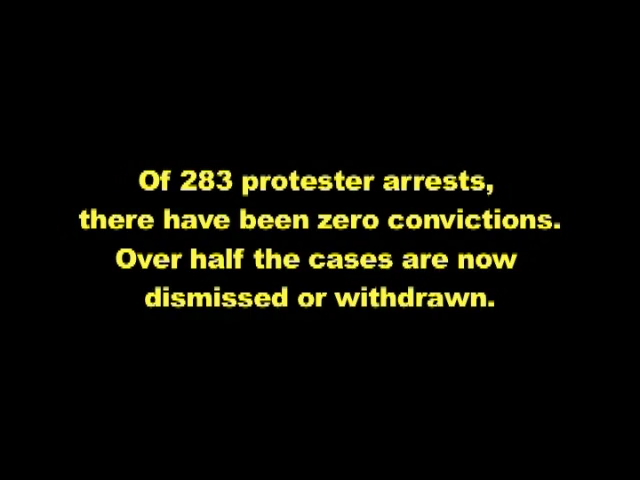 Of 283 protester arrests,
there have been zero convictions.
Over half the cases are now
dismissed or withdrawn.